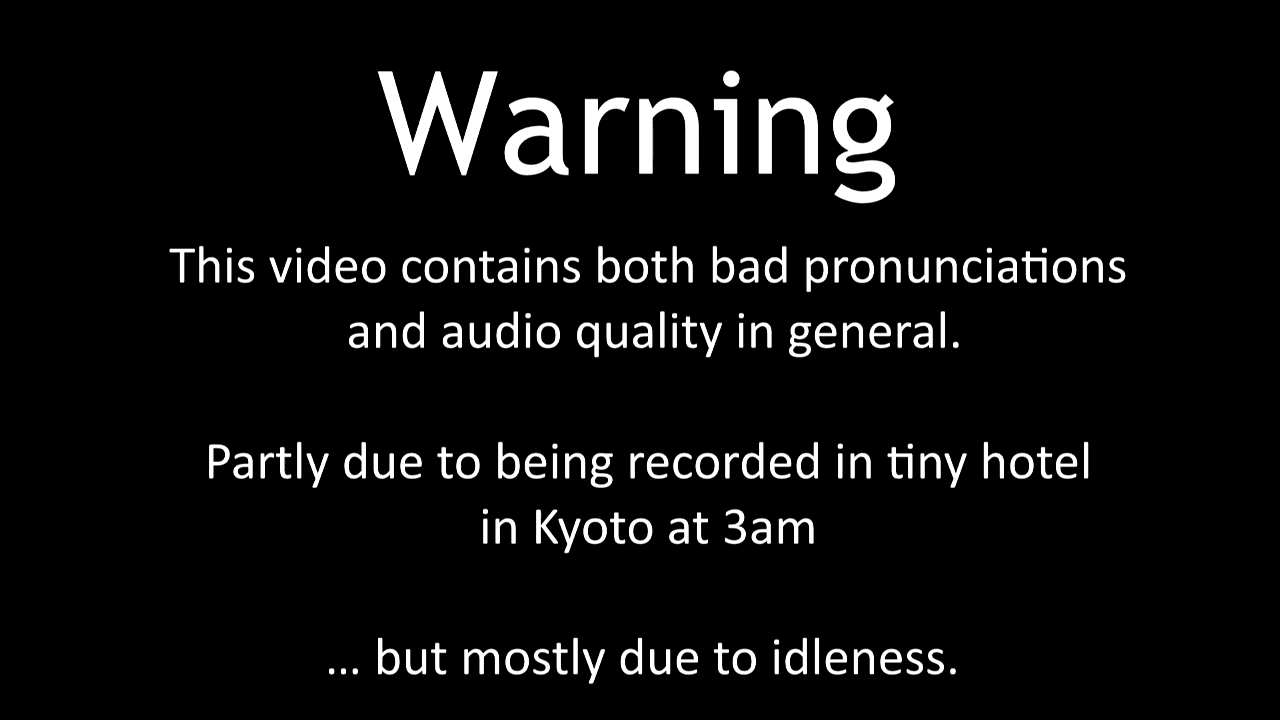 Warning
This video contains both bad pronunciations
and audio quality in general.
Partly due to being recorded in tiny hotel
in Kyoto at 3am
... but mostly due to idleness.